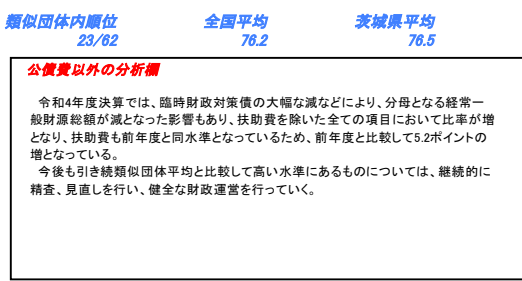 類似団体内順位 全国平均 茨城県平均
23/62 76.2 76.5
公債費以外の分析欄
令和4年度決算では、臨時財政対策債の大幅な減などにより、分母となる経常一
般財源総額が減となった影響もあり、扶助費を除いた全ての項目において比率が増
となり、扶助費も前年度と同水準となっているため、前年度と比較して5.2ポイントの
増となっている。
今後も引き続類似団体平均と比較して高い水準にあるものについては、継続的に
精査、見直しを行い、健全な財政運営を行っていく。